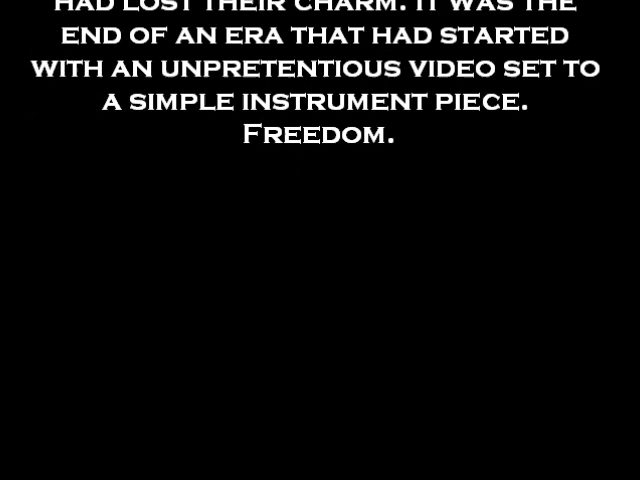 HAD LOST THEIR CHARM. IT WAS THE
END OF AN ERA THAT HAD STARTED
WITH AN UNPRETENTIOUS VIDEO SET TO
A SIMPLE INSTRUMENT PIECE.
FREEDOM.